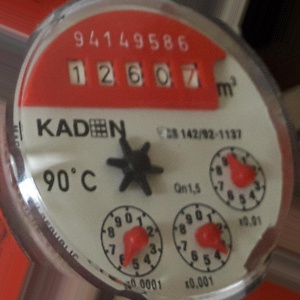 94149586
12607 m³
KADEN
142/92-1137
90°C
Qn1,5
x0,01
x0,001
x0,0001